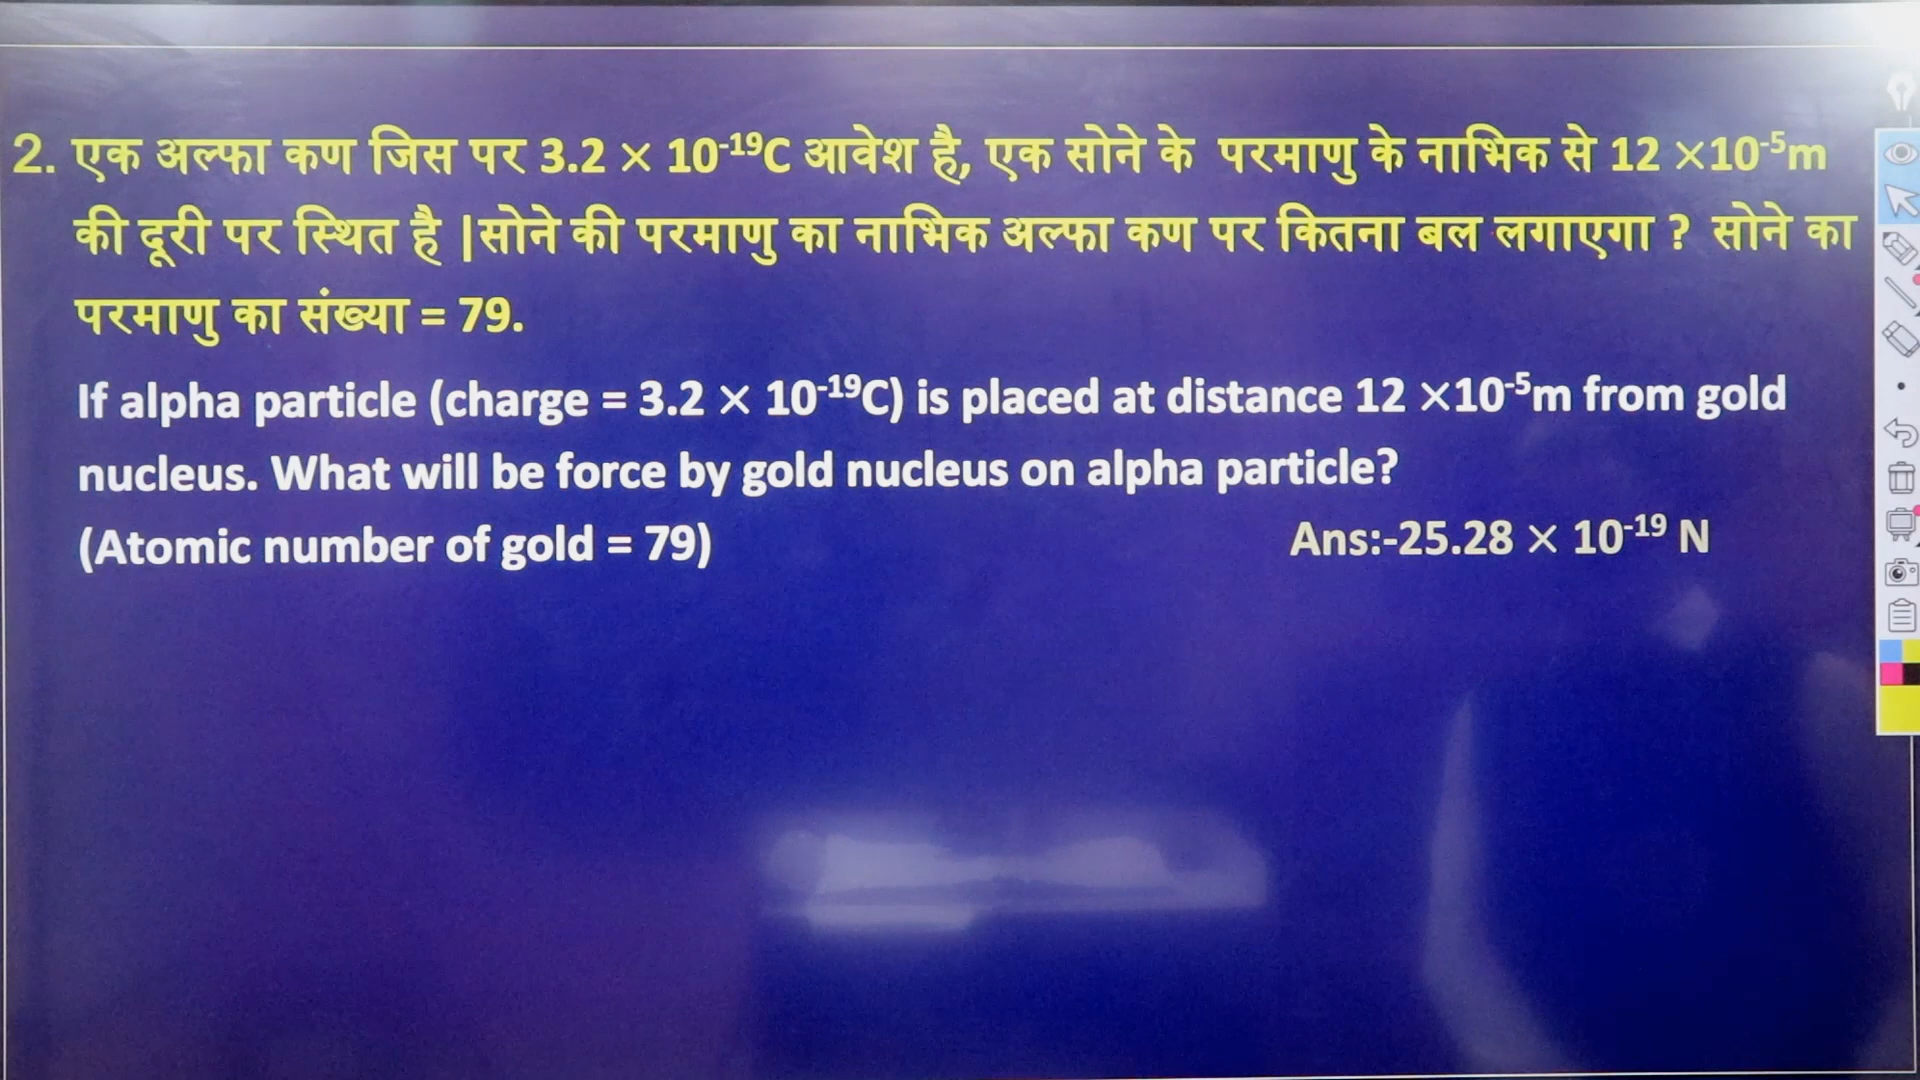 2. एक अल्फा कण जिस पर 3.2 × 10⁻¹⁹C आवेश है, एक सोने के परमाणु के नाभिक से 12 ×10⁻⁵m
की दूरी पर स्थित है |सोने की परमाणु का नाभिक अल्फा कण पर कितना बल लगाएगा ? सोने का
परमाणु का संख्या = 79.
If alpha particle (charge = 3.2 × 10⁻¹⁹C) is placed at distance 12 ×10⁻⁵m from gold
nucleus. What will be force by gold nucleus on alpha particle?
(Atomic number of gold = 79) Ans:-25.28 × 10⁻¹⁹ N